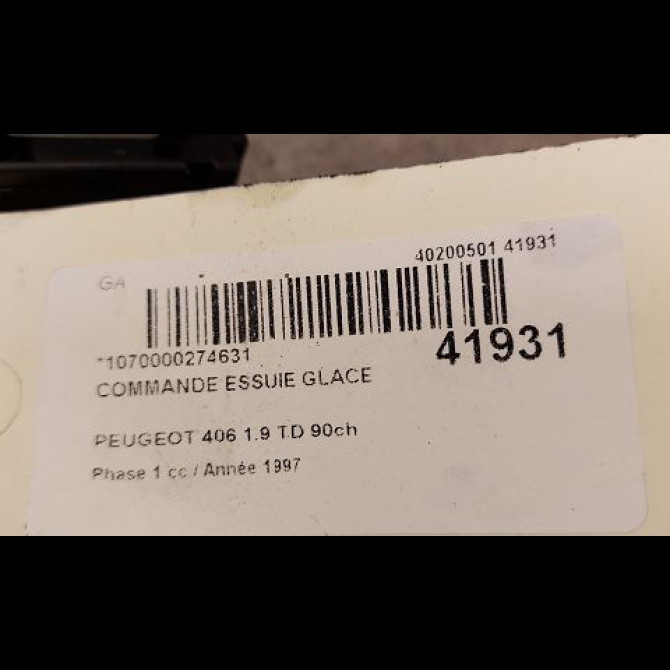 GA
40200501 41931
*1070000274631
41931
COMMANDE ESSUIE GLACE
PEUGEOT 406 1.9 TD 90ch
Phase 1 cc / Année 1997